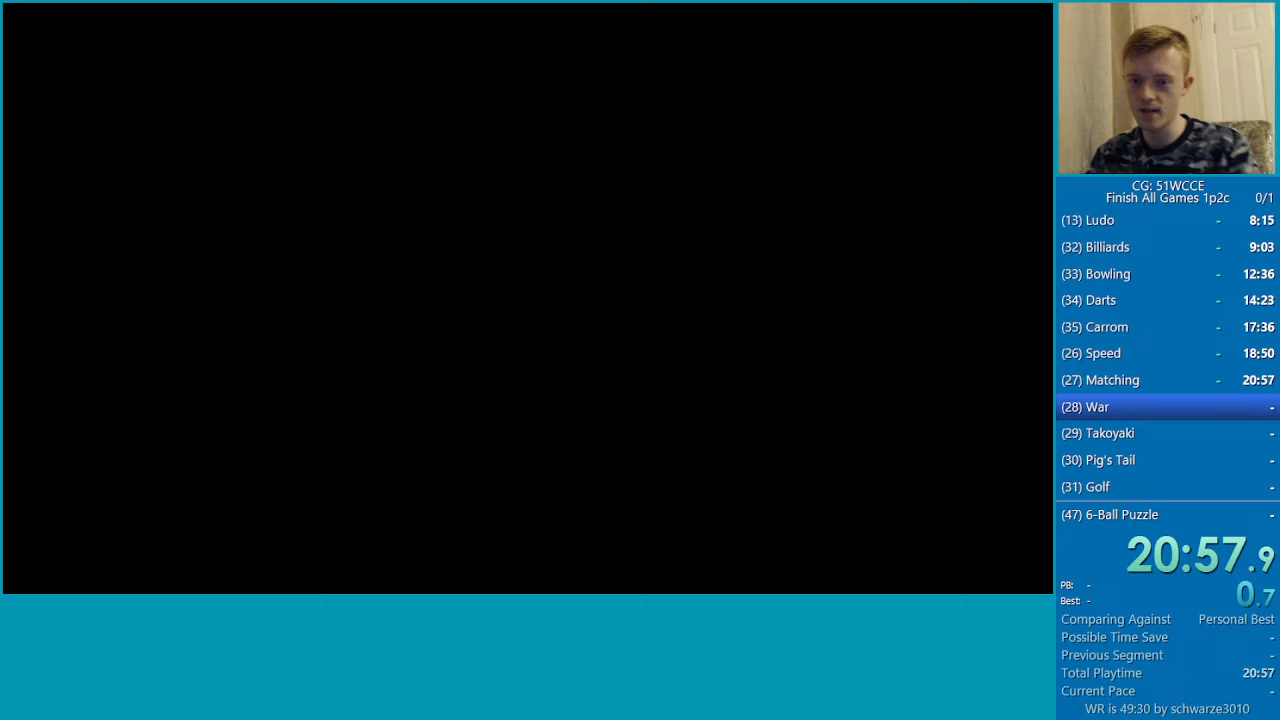 CG: 51WCCE
Finish All Games 1p2c 0/1
(13) Ludo - 8:15
(32) Billiards - 9:03
(33) Bowling - 12:36
(34) Darts - 14:23
(35) Carrom - 17:36
(26) Speed - 18:50
(27) Matching - 20:57
(28) War -
(29) Takoyaki -
(30) Pig's Tail -
(31) Golf -
(47) 6-Ball Puzzle -
20:57.9
PB: - 0.7
Best: -
Comparing Against Personal Best
Possible Time Save -
Previous Segment -
Total Playtime 20:57
Current Pace -
WR is 49:30 by schwarze3010